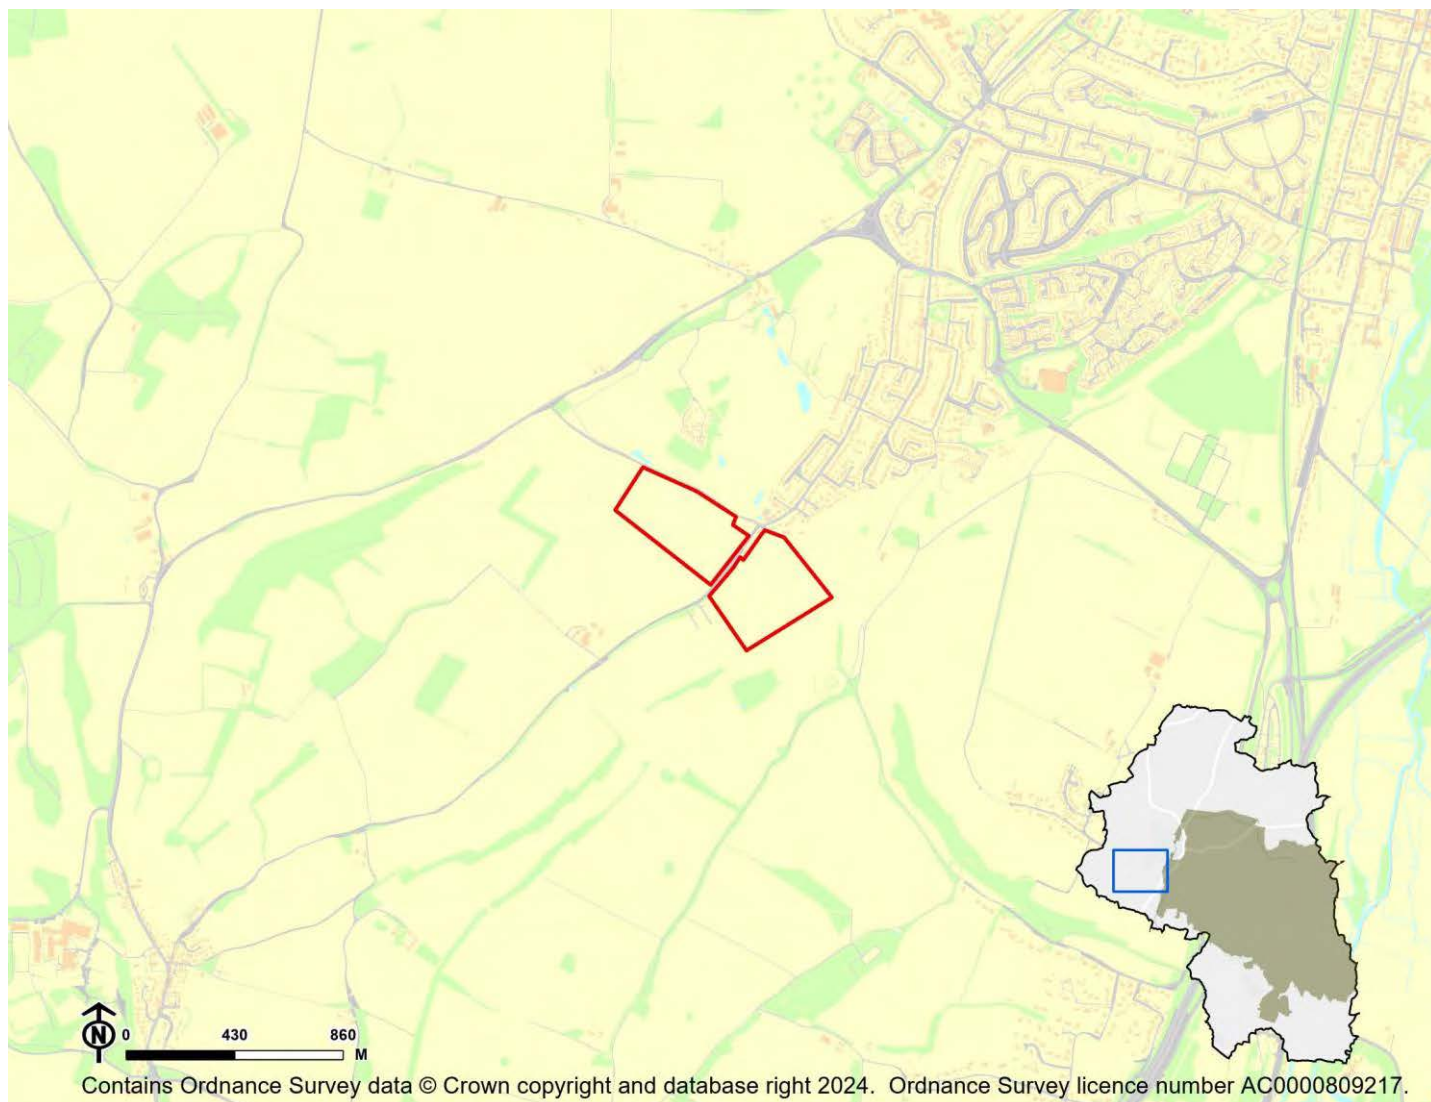 N
0 430 860
M
Contains Ordnance Survey data © Crown copyright and database right 2024. Ordnance Survey licence number AC0000809217.